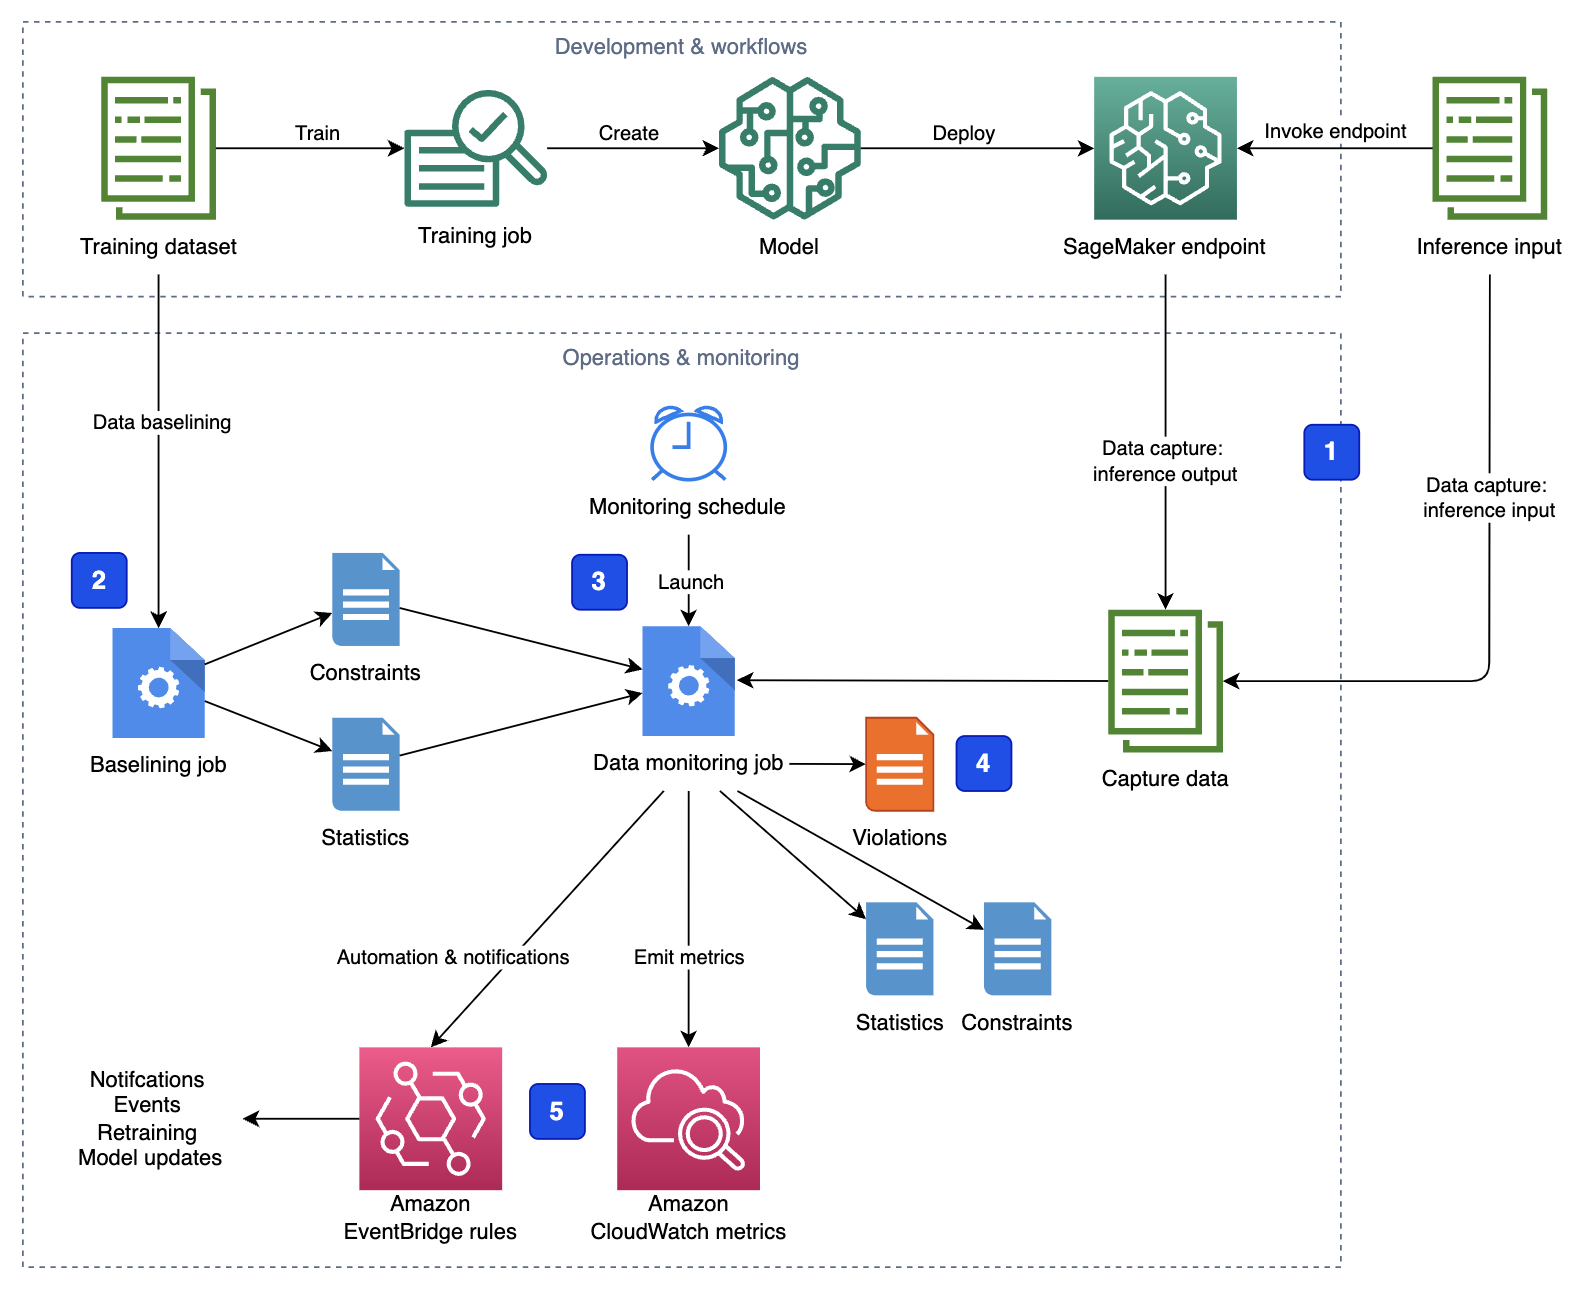 Development & workflows
Train
Create
Deploy
Invoke endpoint
Training dataset
Training job
Model
SageMaker endpoint
Inference input
Operations & monitoring
Data baselining
Monitoring schedule
Data capture:
inference output
1
Data capture:
inference input
2
Constraints
3
Launch
Baselining job
Statistics
Data monitoring job
4
Violations
Capture data
Automation & notifications
Emit metrics
Statistics
Constraints
Notifcations
Events
Retraining
Model updates
5
Amazon
EventBridge rules
Amazon
CloudWatch metrics